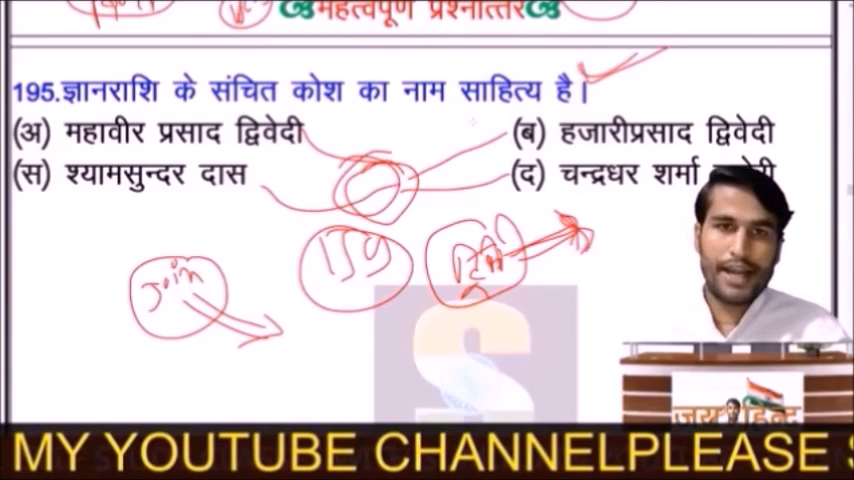 महत्वपूर्ण प्रश्नोत्तर
195.ज्ञानराशि के संचित कोश का नाम साहित्य है।
(अ) महावीर प्रसाद द्विवेदी (ब) हजारीप्रसाद द्विवेदी
(स) श्यामसुन्दर दास (द) चन्द्रधर शर्मा
Join
S
जय हिन्द
MY YOUTUBE CHANNELPLEASE S